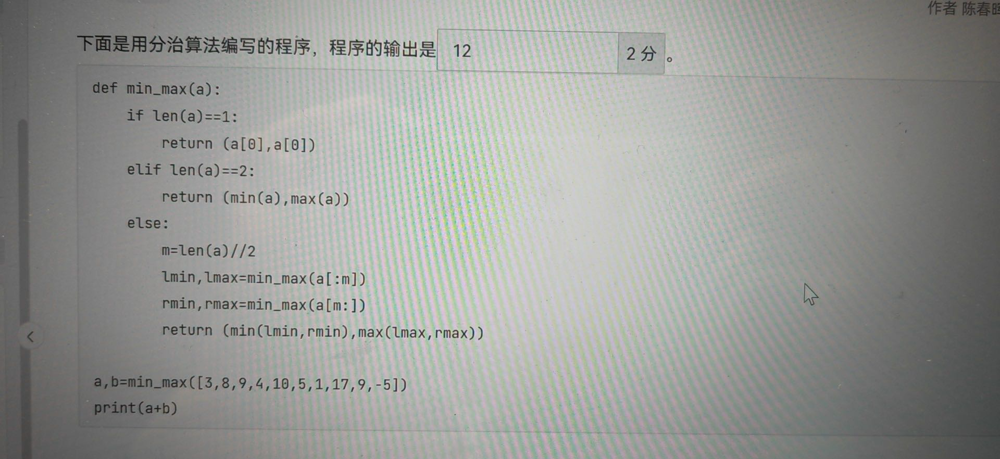 作者 陈春晖
下面是用分治算法编写的程序，程序的输出是 12 2 分 。
def min_max(a):
    if len(a)==1:
        return (a[0],a[0])
    elif len(a)==2:
        return (min(a),max(a))
    else:
        m=len(a)//2
        lmin,lmax=min_max(a[:m])
        rmin,rmax=min_max(a[m:])
        return (min(lmin,rmin),max(lmax,rmax))
a,b=min_max([3,8,9,4,10,5,1,17,9,-5])
print(a+b)